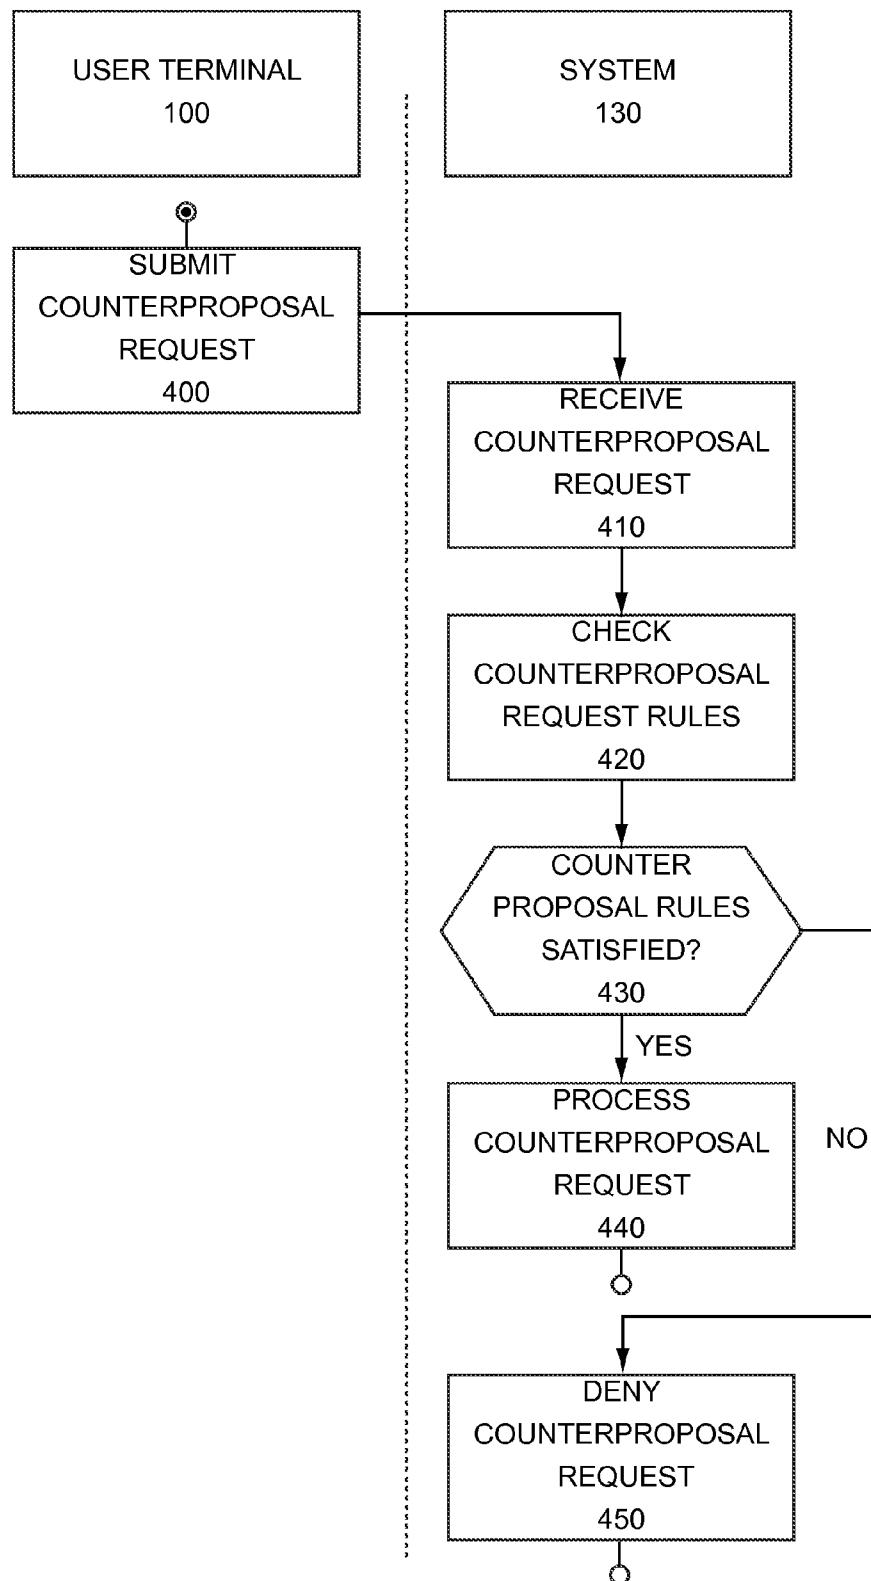 USER TERMINAL
100
SYSTEM
130
SUBMIT
COUNTERPROPOSAL
REQUEST
400
RECEIVE
COUNTERPROPOSAL
REQUEST
410
CHECK
COUNTERPROPOSAL
REQUEST RULES
420
COUNTER
PROPOSAL RULES
SATISFIED?
430
YES
PROCESS
COUNTERPROPOSAL
REQUEST
440
NO
DENY
COUNTERPROPOSAL
REQUEST
450